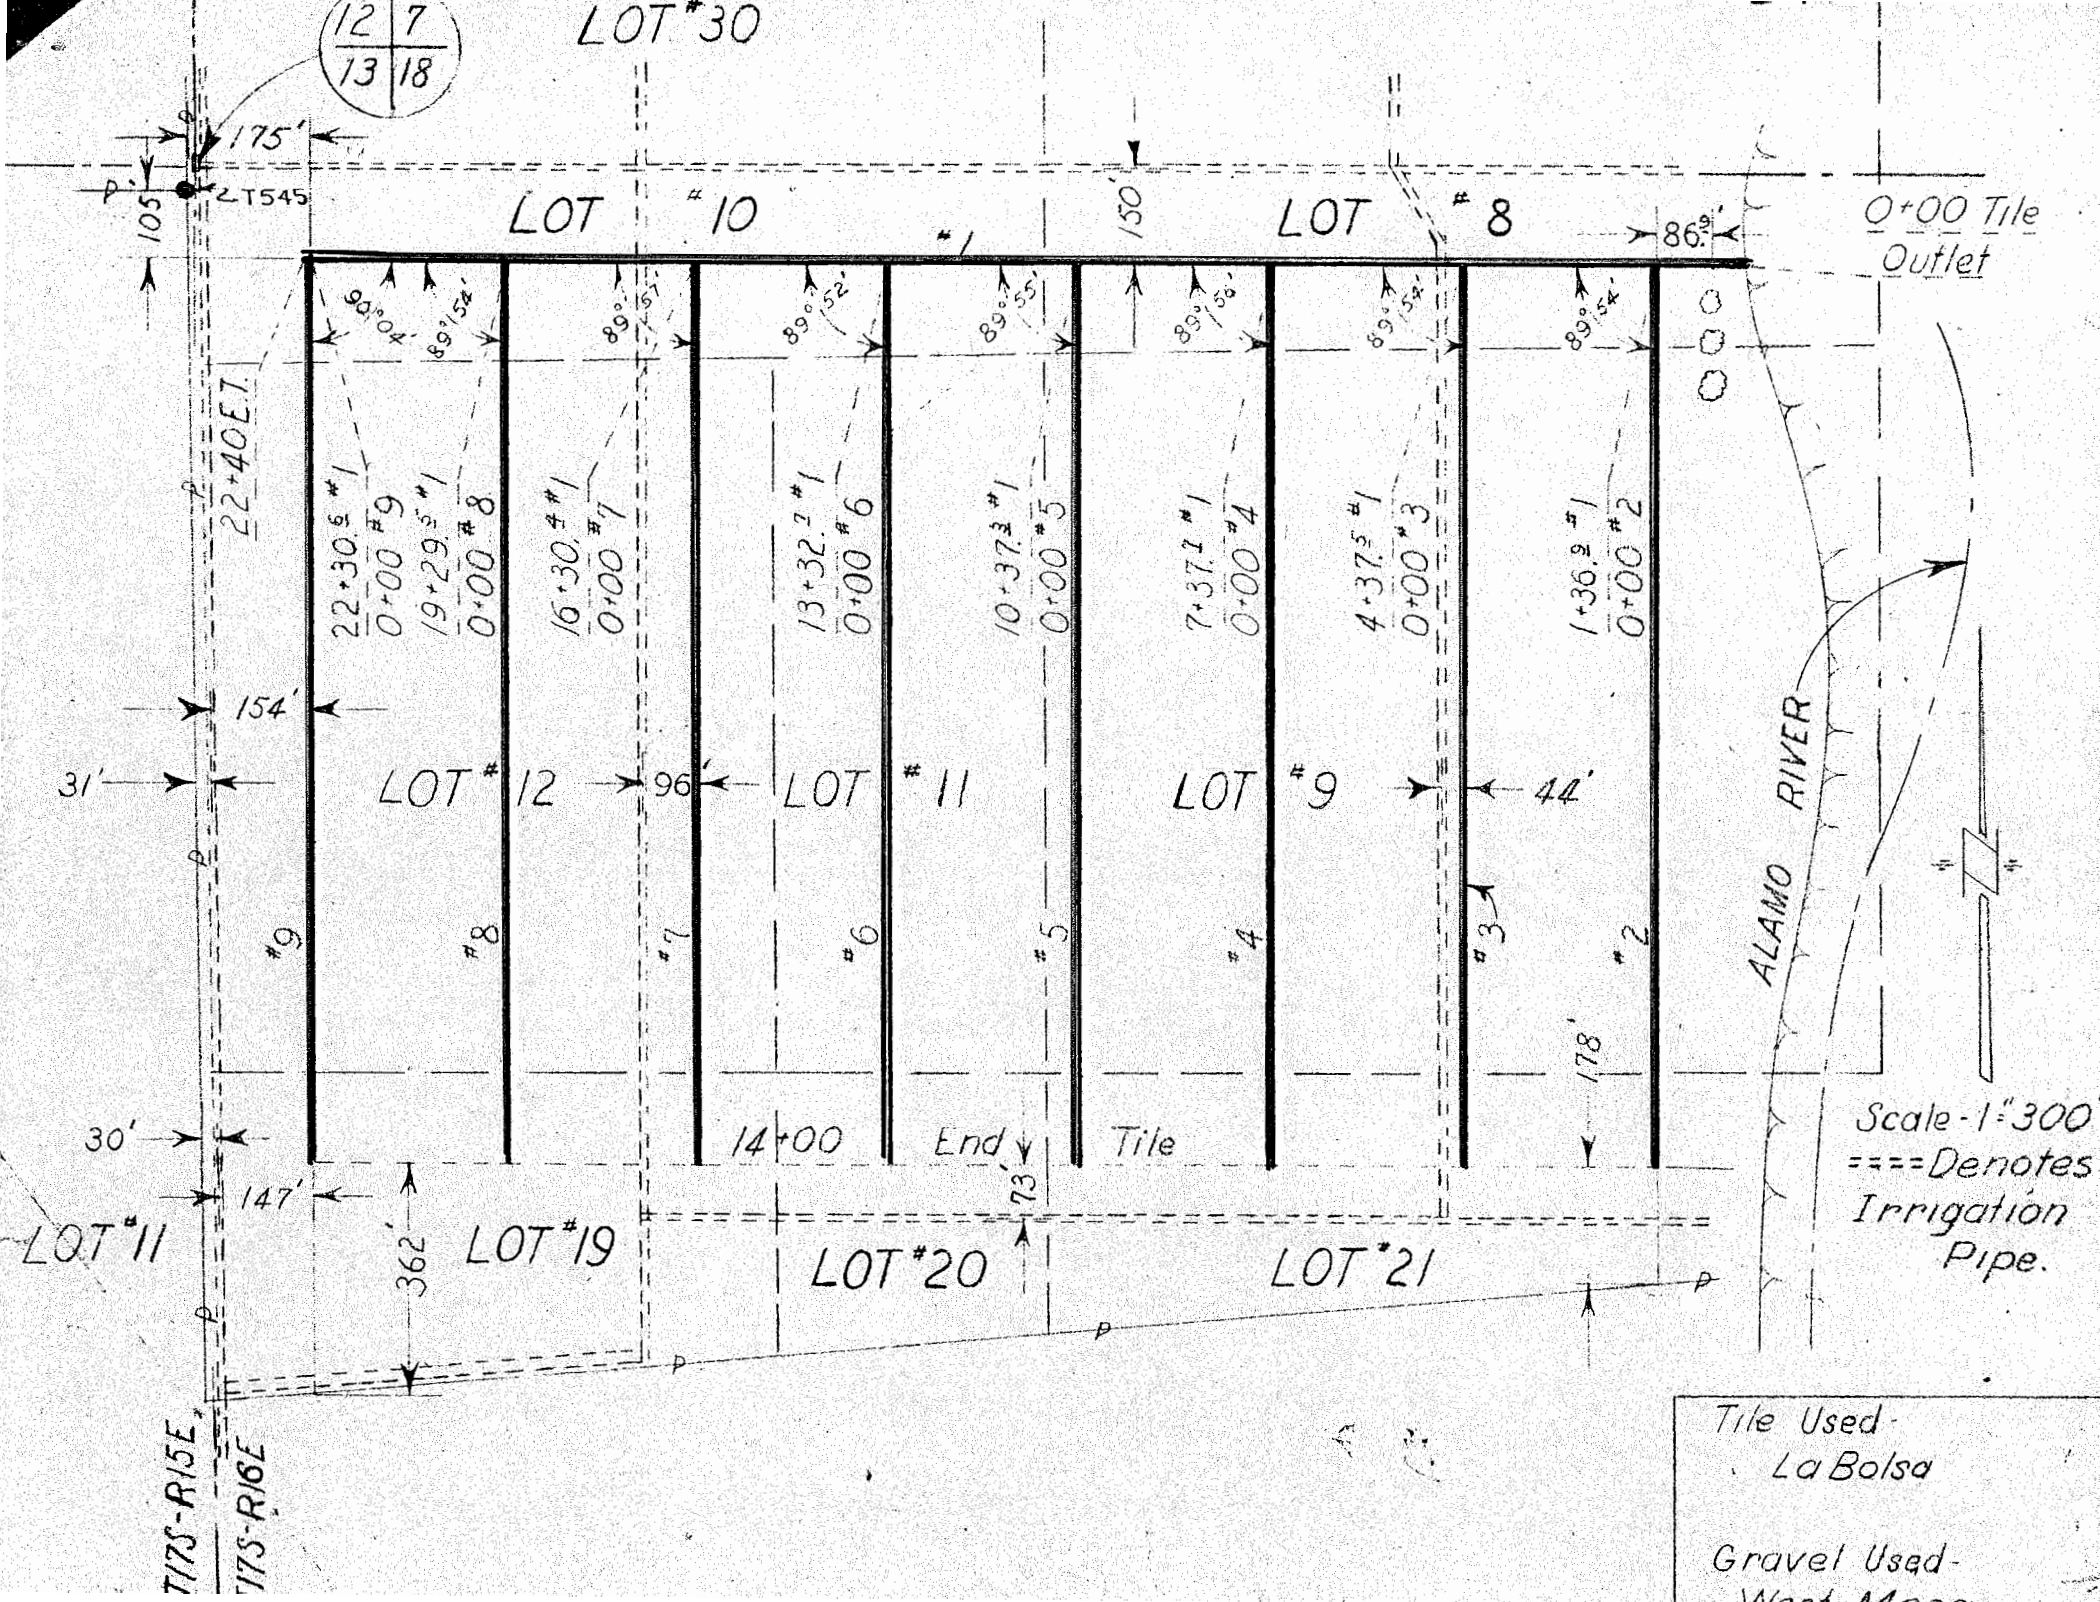 12 7
13 18
LOT #30
175'
P
P
2T545
105'
LOT #10
#1
150'
LOT #8
86.9'
0+00 Tile
Outlet
90°04'
89°54'
89°51'
89°52'
89°55'
89°54'
89°54'
22+40 E.T.
P
22+30.6 #1
0+00 #9
19+29.5 #1
0+00 #8
16+30.4 #1
0+00 #7
13+32.2 #1
0+00 #6
10+37.3 #1
0+00 #5
7+37.2 #1
0+00 #4
4+37.5 #1
0+00 #3
1+36.9 #1
0+00 #2
154'
31'
LOT #12
96'
LOT #11
LOT #9
44'
ALAMO RIVER
P
#9
#8
#7
#6
#5
#4
#3
#2
178'
30'
14+00 End Tile
73'
147'
LOT #11
362'
LOT #19
LOT #20
LOT #21
P
P
P
P
Scale-1"=300'
====Denotes
Irrigation
Pipe.
T17S-R15E
T17S-R16E
Tile Used-
La Bolsa
Gravel Used-